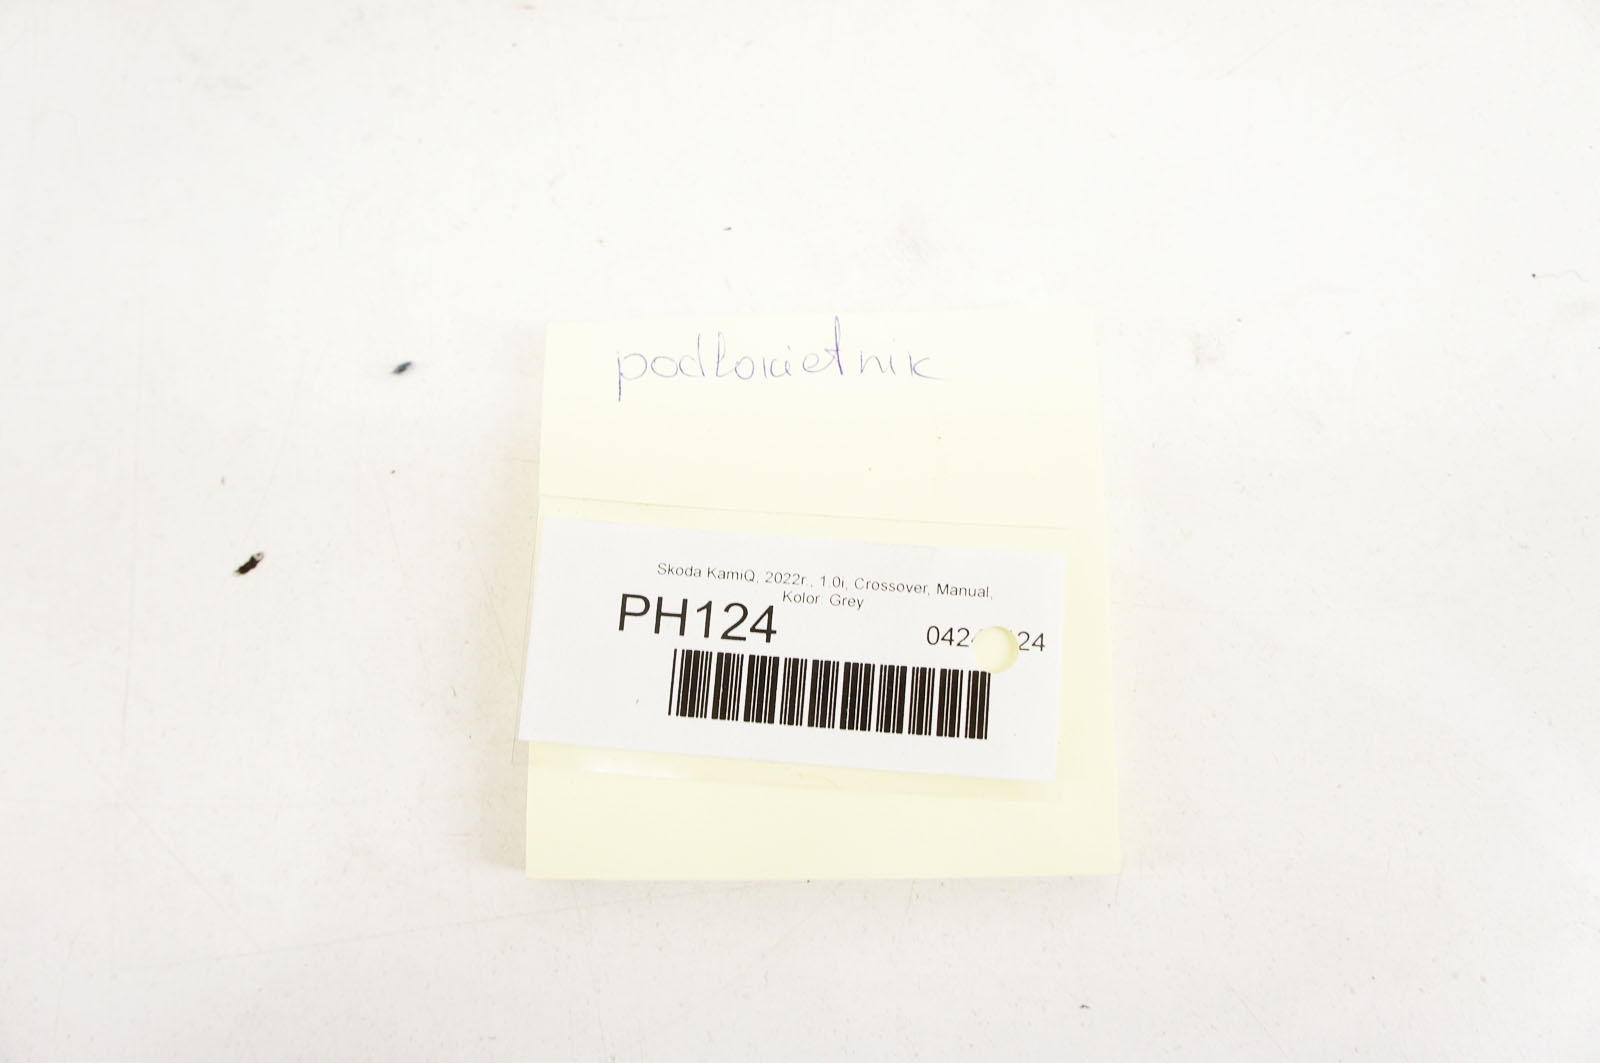 podłokietnik
Skoda KamiQ, 2022r., 1.0i, Crossover, Manual,
Kolor: Grey
PH124